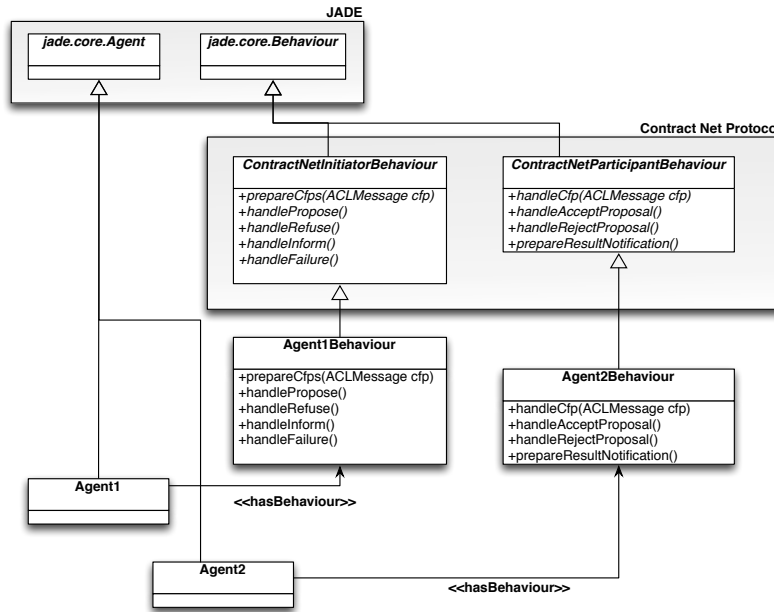 JADE
jade.core.Agent
jade.core.Behaviour
Contract Net Protoco
ContractNetInitiatorBehaviour
+prepareCfps(ACLMessage cfp)
+handlePropose()
+handleRefuse()
+handleInform()
+handleFailure()
ContractNetParticipantBehaviour
+handleCfp(ACLMessage cfp)
+handleAcceptProposal()
+handleRejectProposal()
+prepareResultNotification()
Agent1Behaviour
+prepareCfps(ACLMessage cfp)
+handlePropose()
+handleRefuse()
+handleInform()
+handleFailure()
Agent2Behaviour
+handleCfp(ACLMessage cfp)
+handleAcceptProposal()
+handleRejectProposal()
+prepareResultNotification()
Agent1
<<hasBehaviour>>
Agent2
<<hasBehaviour>>